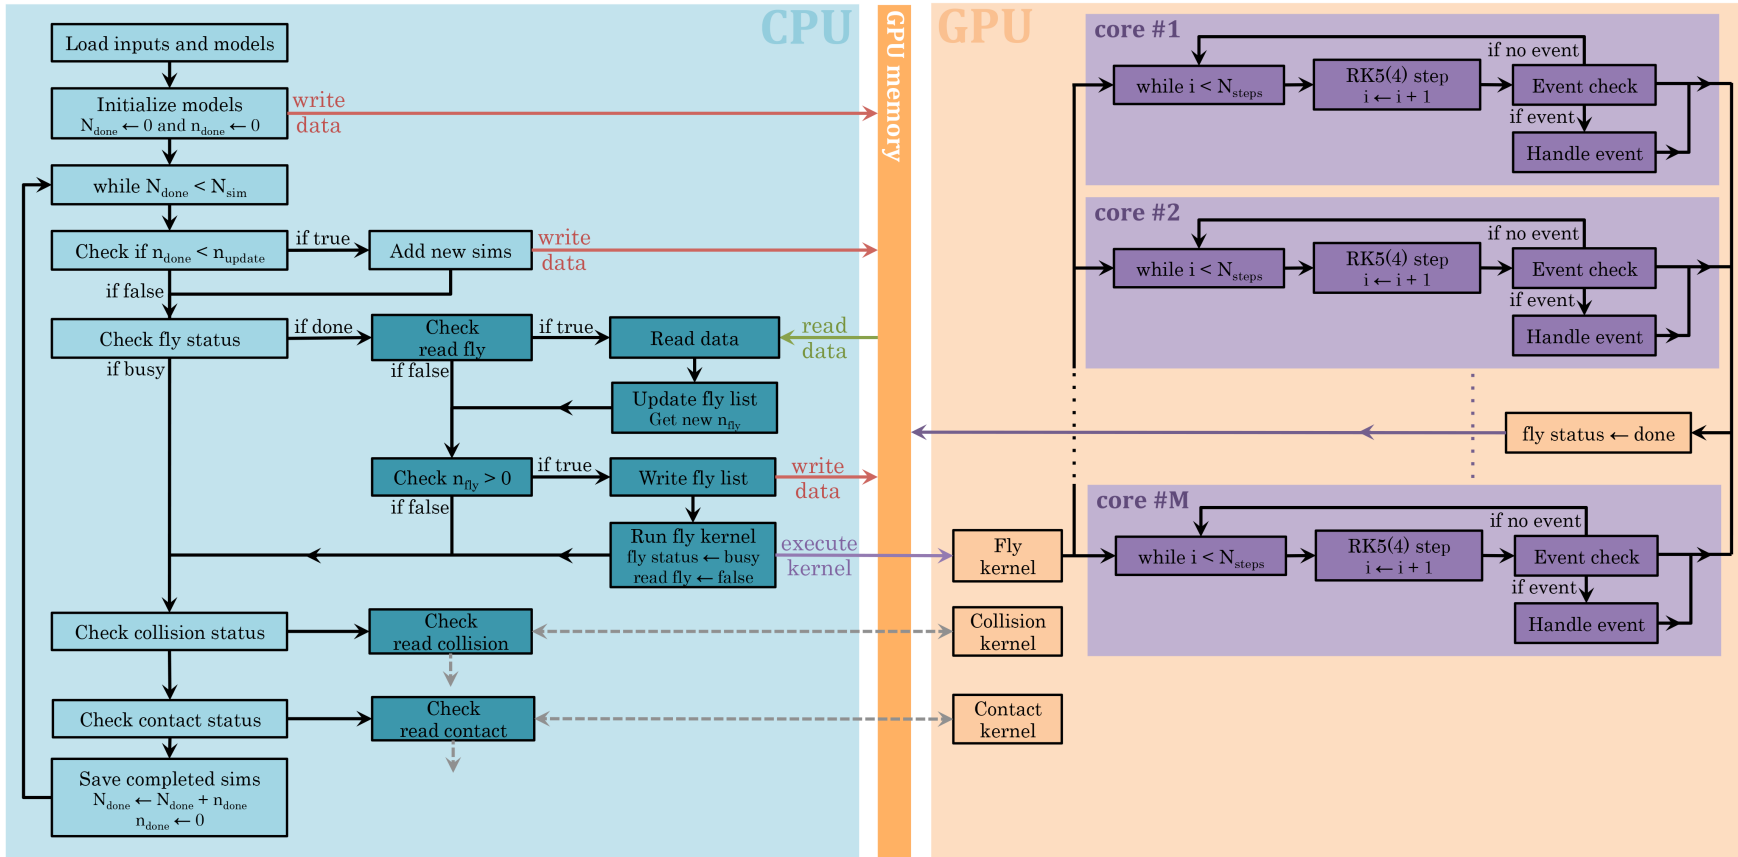 CPU
Load inputs and models
Initialize models
N_done ← 0 and n_done ← 0
write
data
while N_done < N_sim
Check if n_done < n_update
if true
Add new sims
write
data
if false
Check fly status
if done
Check
read fly
if true
Read data
read
data
if busy
if false
Update fly list
Get new n_fly
Check n_fly > 0
if true
Write fly list
write
data
if false
Run fly kernel
fly status ← busy
read fly ← false
execute
kernel
Check collision status
Check
read collision
Check contact status
Check
read contact
Save completed sims
N_done ← N_done + n_done
n_done ← 0
GPU memory
GPU
core #1
if no event
while i < N_steps
RK5(4) step
i ← i + 1
Event check
if event
Handle event
core #2
if no event
while i < N_steps
RK5(4) step
i ← i + 1
Event check
if event
Handle event
fly status ← done
core #M
if no event
Fly
kernel
while i < N_steps
RK5(4) step
i ← i + 1
Event check
if event
Handle event
Collision
kernel
Contact
kernel